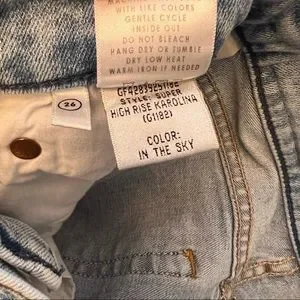 WITH LIKE COLORS
GENTLE CYCLE
INSIDE OUT
DO NOT BLEACH
HANG DRY OR TUMBLE
DRY LOW HEAT
WARM IRON IF NEEDED
STYLE: SUPER
HIGH RISE KAROLINA
(G1182)
COLOR:
IN THE SKY
26